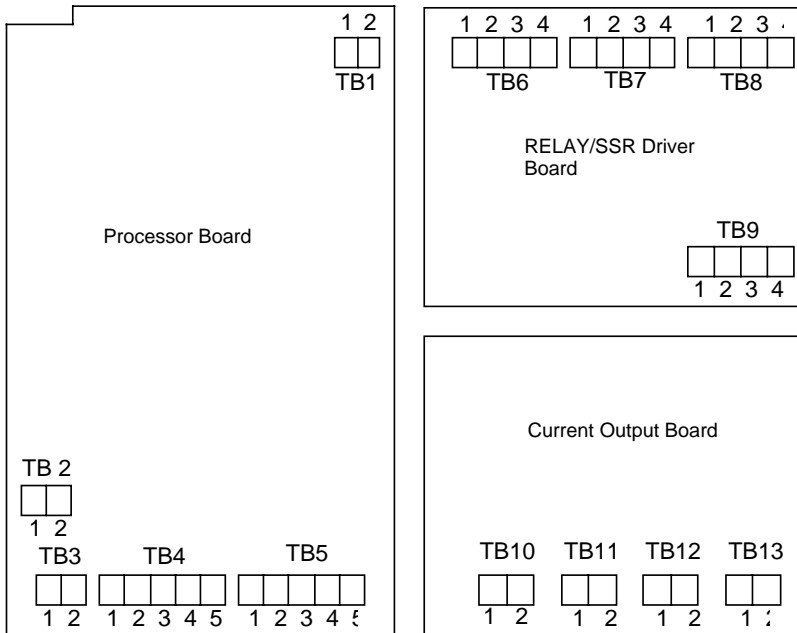 1 2
TB1
Processor Board
TB 2
1 2
TB3 TB4 TB5
1 2 1 2 3 4 5 1 2 3 4
1 2 3 4 1 2 3 4 1 2 3
TB6 TB7 TB8
RELAY/SSR Driver
Board
TB9
1 2 3 4
Current Output Board
TB10 TB11 TB12 TB13
1 2 1 2 1 2 1